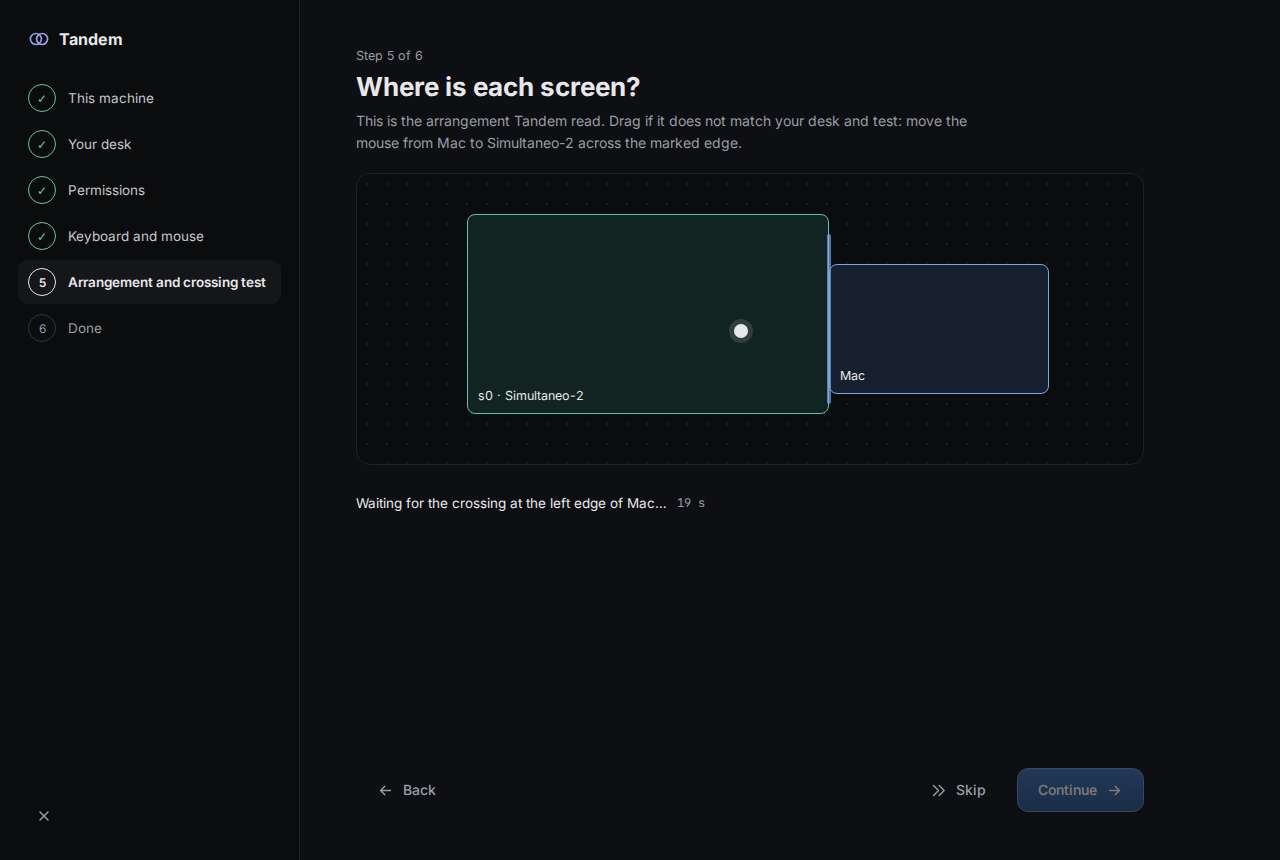 Tandem
This machine
Your desk
Permissions
Keyboard and mouse
5 Arrangement and crossing test
6 Done
Step 5 of 6
Where is each screen?
This is the arrangement Tandem read. Drag if it does not match your desk and test: move the
mouse from Mac to Simultaneo-2 across the marked edge.
s0 · Simultaneo-2
Mac
Waiting for the crossing at the left edge of Mac... 19 s
Back
Skip
Continue